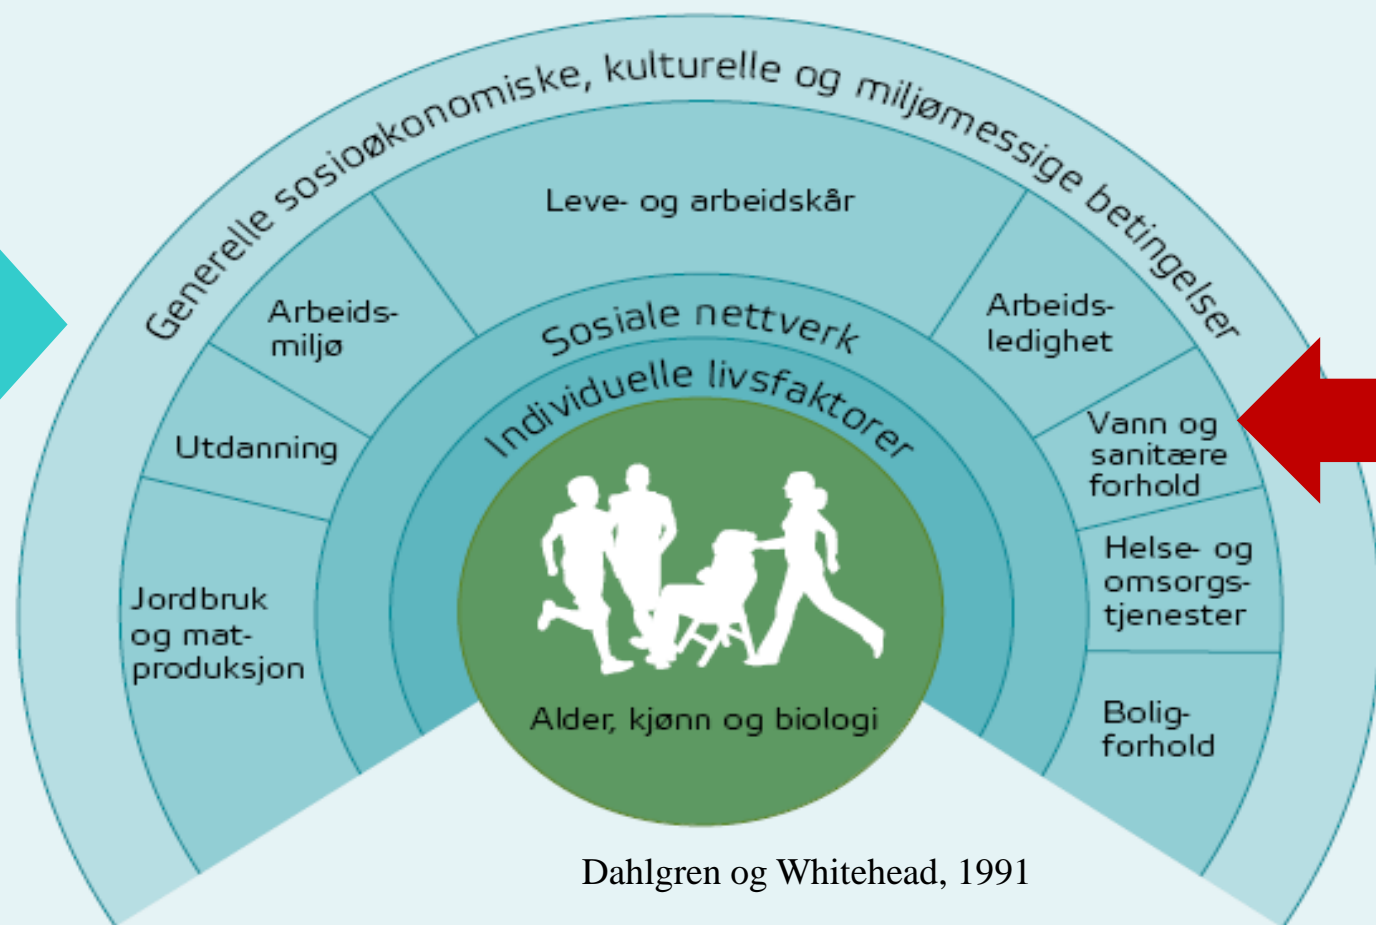 Generelle sosioøkonomiske, kulturelle og miljømessige betingelser
Leve- og arbeidskår
Arbeids-
miljø
Arbeids-
ledighet
Sosiale nettverk
Individuelle livsfaktorer
Utdanning
Vann og
sanitære
forhold
Jordbruk
og mat-
produksjon
Helse- og
omsorgs-
tjenester
Bolig-
forhold
Alder, kjønn og biologi
Dahlgren og Whitehead, 1991